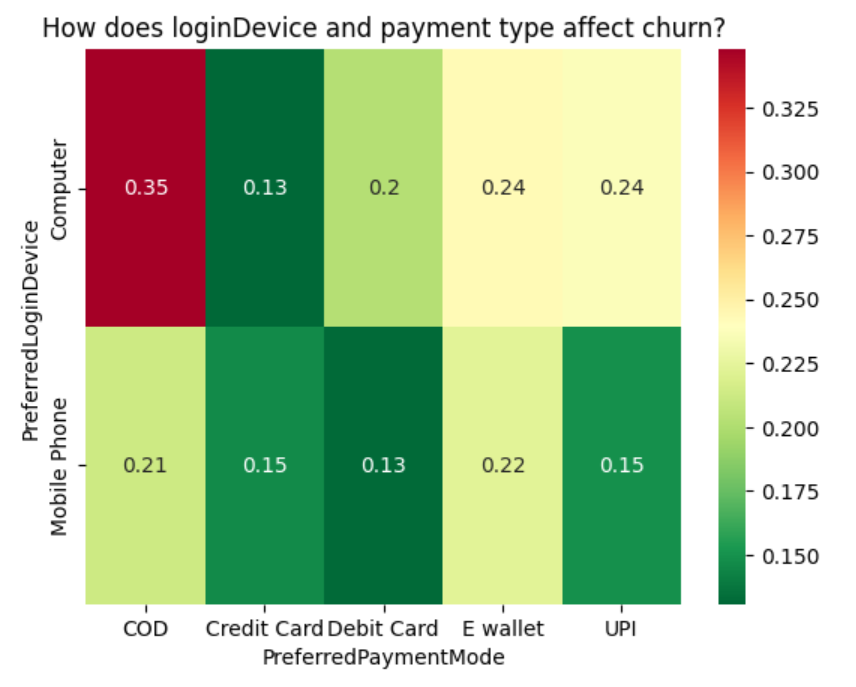 How does loginDevice and payment type affect churn?
PreferredLoginDevice
Computer
0.35 0.13 0.2 0.24 0.24
Mobile Phone
0.21 0.15 0.13 0.22 0.15
COD Credit Card Debit Card E wallet UPI
PreferredPaymentMode
0.325
0.300
0.275
0.250
0.225
0.200
0.175
0.150